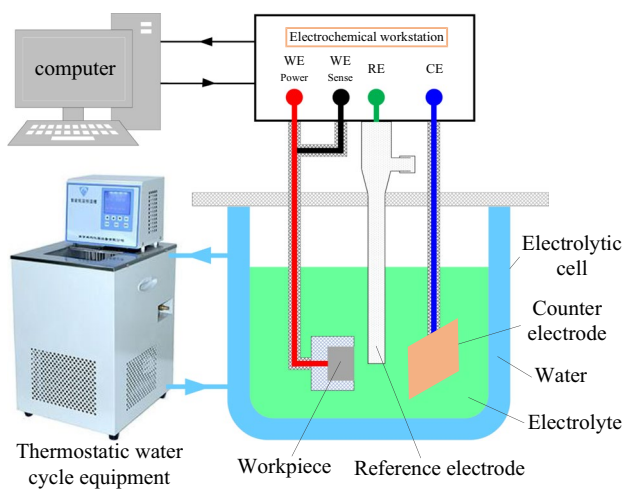 Electrochemical workstation
WE
Power
WE
Sense
RE
CE
computer
Electrolytic
cell
Counter
electrode
Water
Electrolyte
Thermostatic water
cycle equipment
Workpiece
Reference electrode